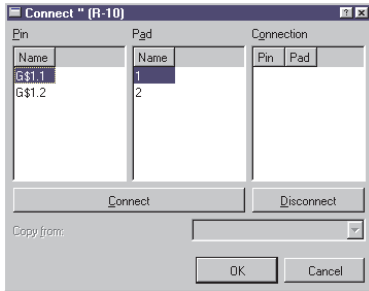 Connect '' (R-10)
Pin Pad Connection
Name Name Pin Pad
G$1.1 1
G$1.2 2
Connect Disconnect
Copy from:
OK Cancel